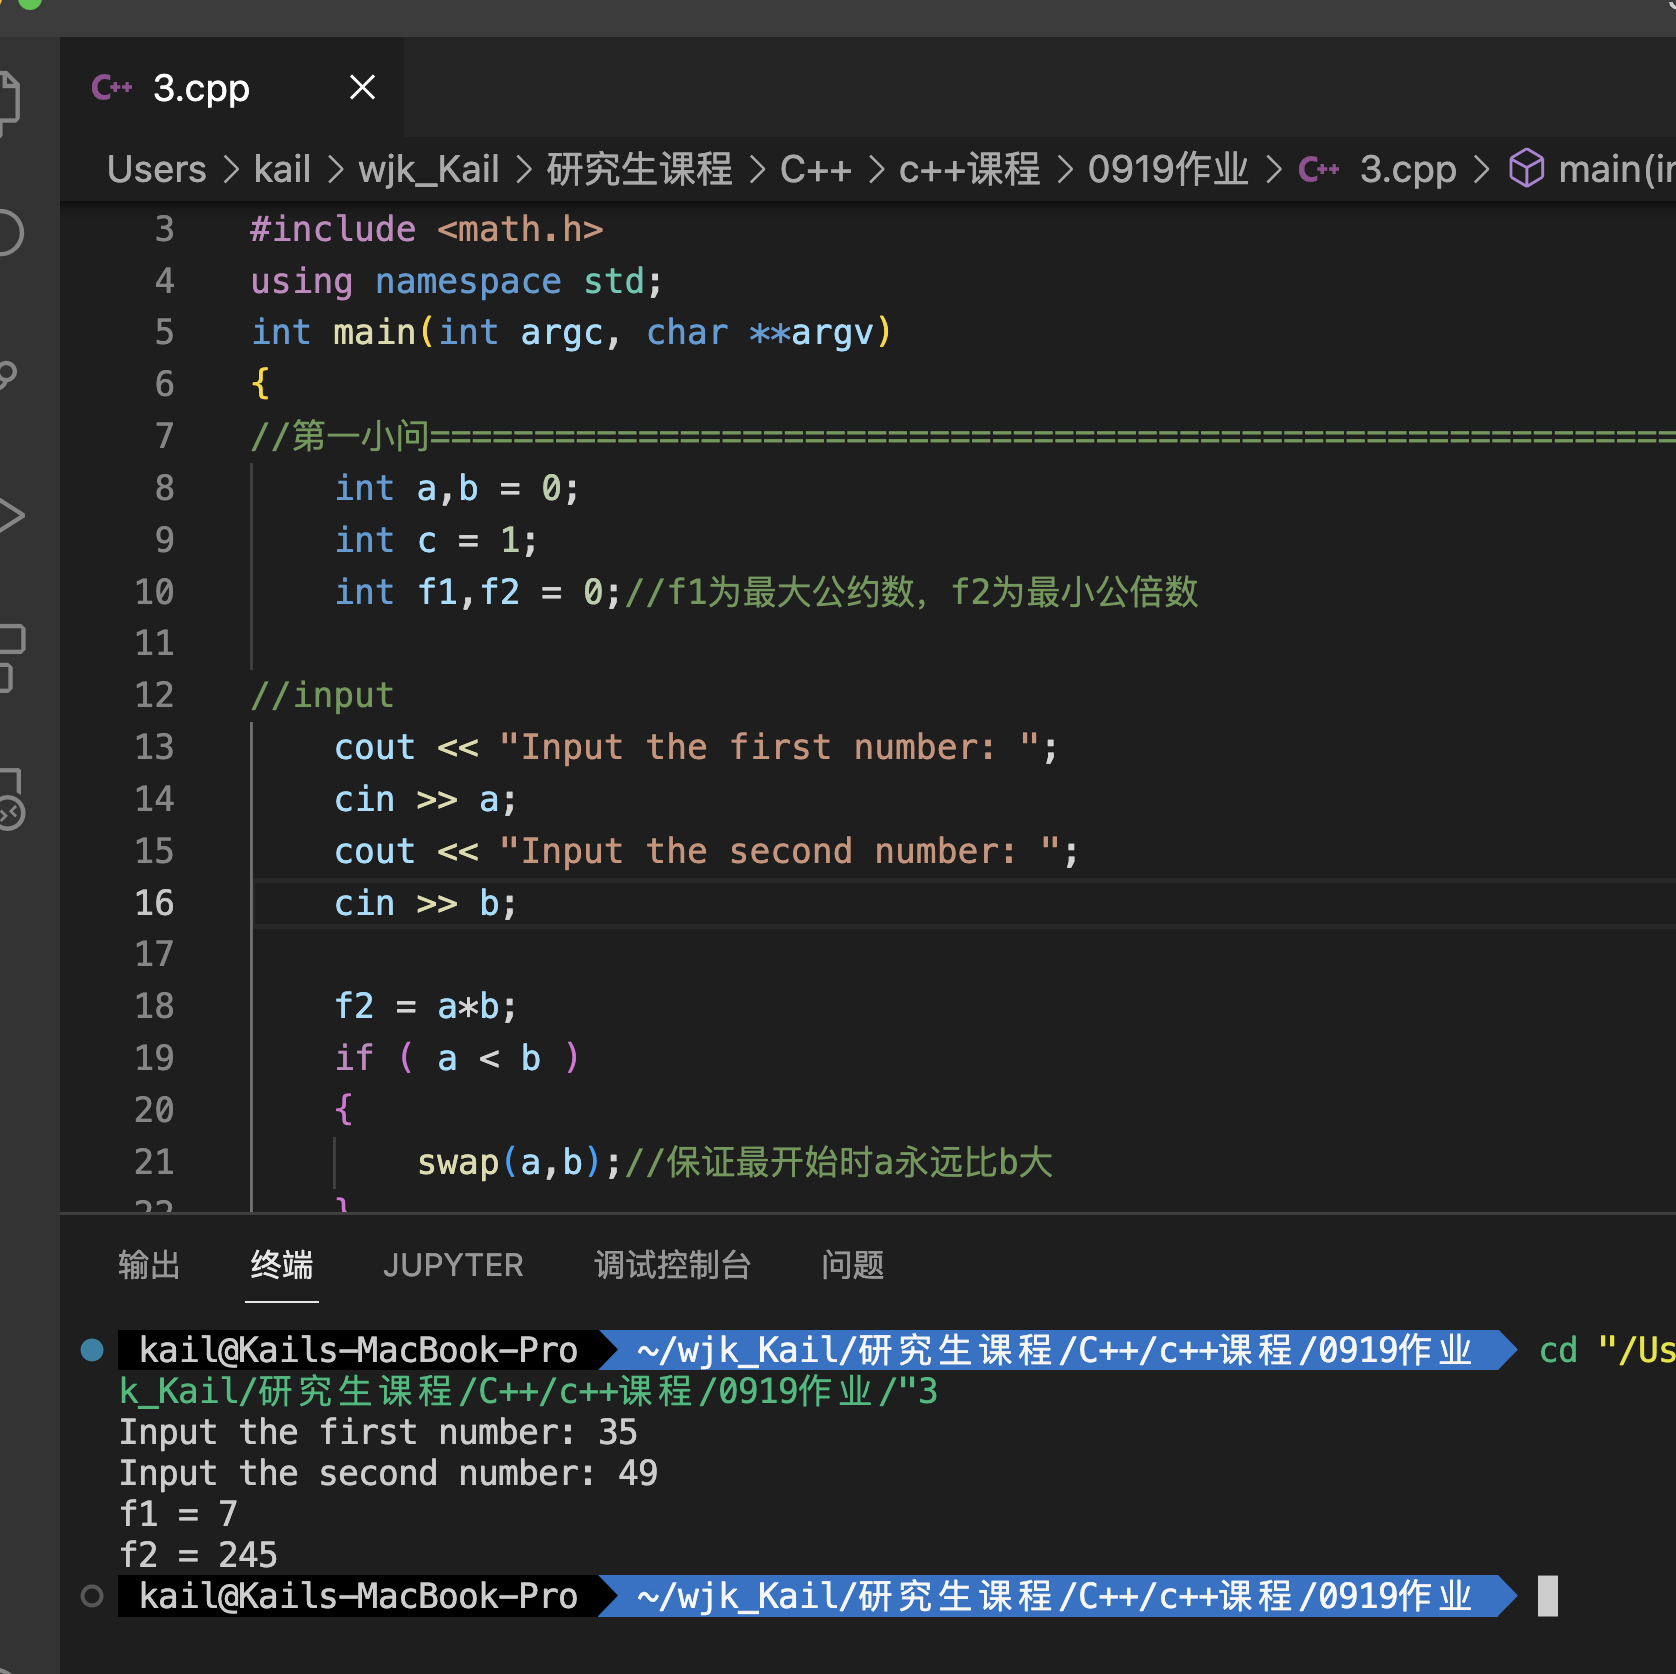 C++ 3.cpp
Users > kail > wjk_Kail > 研究生课程 > C++ > c++课程 > 0919作业 > C++ 3.cpp > main(in
3 #include <math.h>
4 using namespace std;
5 int main(int argc, char **argv)
6 {
7 //第一小问============================================================
8 int a,b = 0;
9 int c = 1;
10 int f1,f2 = 0;//f1为最大公约数，f2为最小公倍数
11
12 //input
13 cout << "Input the first number: ";
14 cin >> a;
15 cout << "Input the second number: ";
16 cin >> b;
17
18 f2 = a*b;
19 if ( a < b )
20 {
21 swap(a,b);//保证最开始时a永远比b大
22 }
输出 终端 JUPYTER 调试控制台 问题
kail@Kails-MacBook-Pro ~/wjk_Kail/研究生课程/C++/c++课程/0919作业 cd "/Us
k_Kail/研究生课程/C++/c++课程/0919作业/"3
Input the first number: 35
Input the second number: 49
f1 = 7
f2 = 245
kail@Kails-MacBook-Pro ~/wjk_Kail/研究生课程/C++/c++课程/0919作业